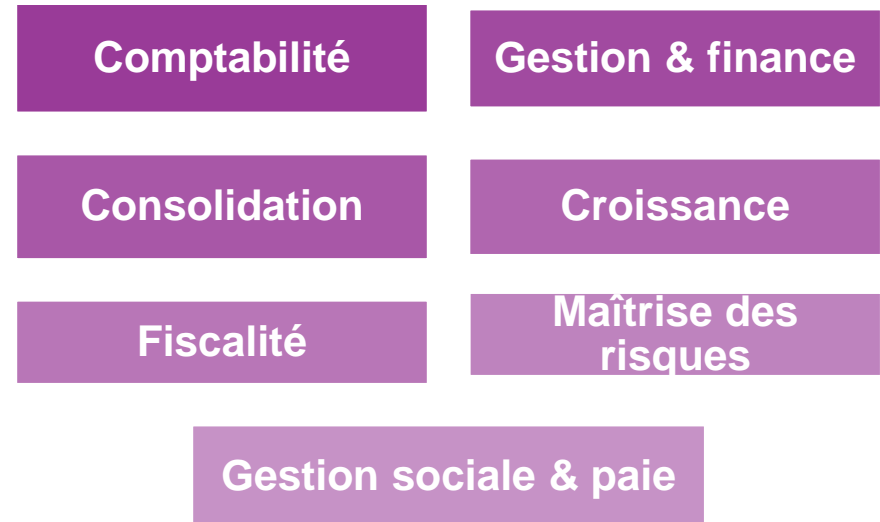 Comptabilité
Gestion & finance
Consolidation
Croissance
Fiscalité
Maîtrise des
risques
Gestion sociale & paie